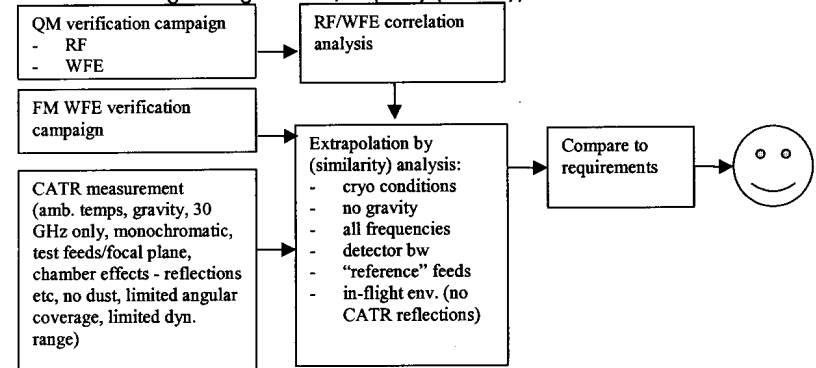 QM verification campaign
- RF
- WFE
RF/WFE correlation
analysis
FM WFE verification
campaign
CATR measurement
(amb. temps, gravity, 30
GHz only, monochromatic,
test feeds/focal plane,
chamber effects - reflections
etc, no dust, limited angular
coverage, limited dyn.
range)
Extrapolation by
(similarity) analysis:
- cryo conditions
- no gravity
- all frequencies
- detector bw
- "reference" feeds
- in-flight env. (no
CATR reflections)
Compare to
requirements